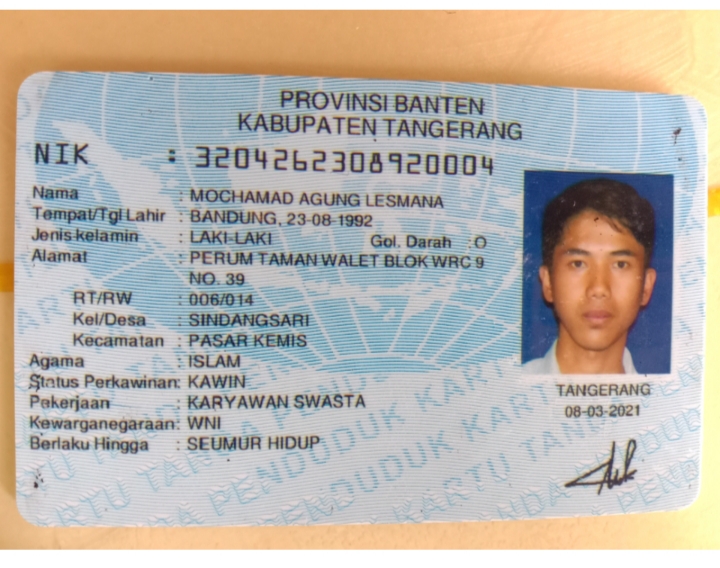 PROVINSI BANTEN
KABUPATEN TANGERANG
NIK : 3204262308920004
Nama : MOCHAMAD AGUNG LESMANA
Tempat/Tgl Lahir : BANDUNG, 23-08-1992
Jenis kelamin : LAKI-LAKI Gol. Darah : O
Alamat : PERUM TAMAN WALET BLOK WRC 9
NO. 39
RT/RW : 006/014
Kel/Desa : SINDANGSARI
Kecamatan : PASAR KEMIS
Agama : ISLAM
Status Perkawinan: KAWIN
Pekerjaan : KARYAWAN SWASTA
Kewarganegaraan: WNI
Berlaku Hingga : SEUMUR HIDUP
TANGERANG
08-03-2021